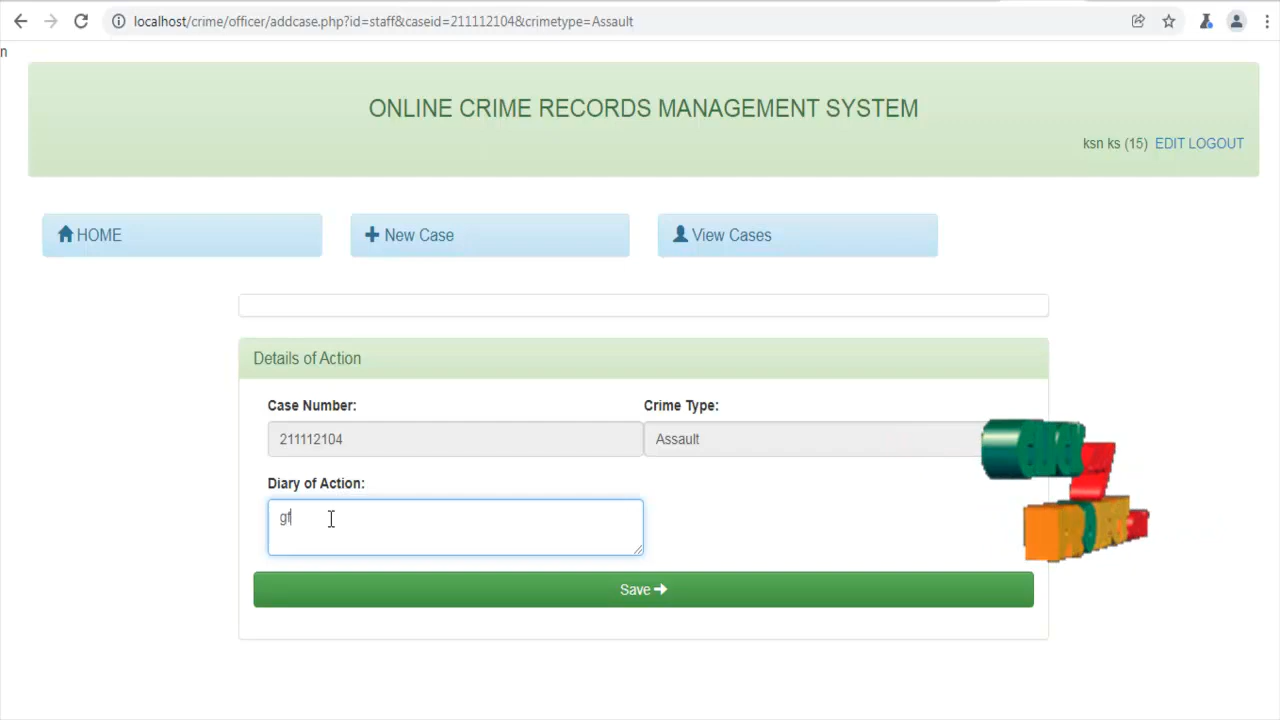 localhost/crime/officer/addcase.php?id=staff&caseid=211112104&crimetype=Assault
n
ONLINE CRIME RECORDS MANAGEMENT SYSTEM
ksn ks (15) EDIT LOGOUT
HOME
New Case
View Cases
Details of Action
Case Number:
Crime Type:
211112104
Assault
Diary of Action:
gf
Save